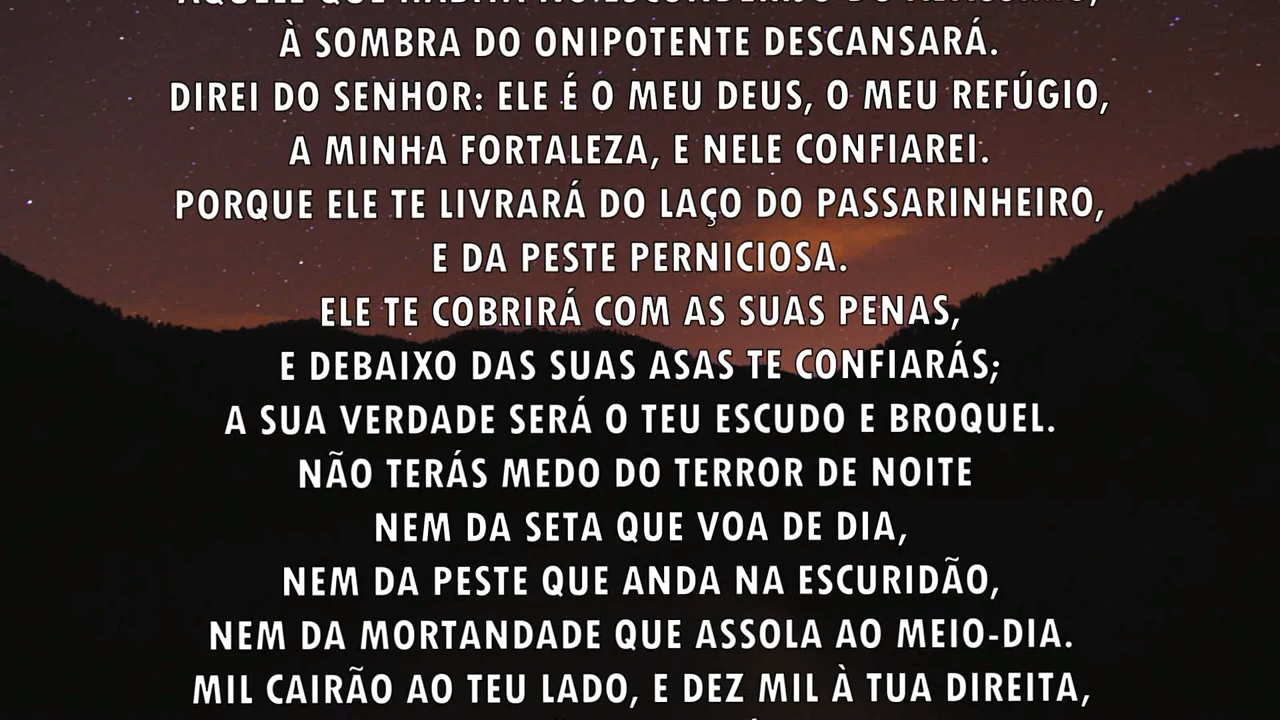 À SOMBRA DO ONIPOTENTE DESCANSARÁ.
DIREI DO SENHOR: ELE É O MEU DEUS, O MEU REFÚGIO,
A MINHA FORTALEZA, E NELE CONFIAREI.
PORQUE ELE TE LIVRARÁ DO LAÇO DO PASSARINHEIRO,
E DA PESTE PERNICIOSA.
ELE TE COBRIRÁ COM AS SUAS PENAS,
E DEBAIXO DAS SUAS ASAS TE CONFIARÁS;
A SUA VERDADE SERÁ O TEU ESCUDO E BROQUEL.
NÃO TERÁS MEDO DO TERROR DE NOITE
NEM DA SETA QUE VOA DE DIA,
NEM DA PESTE QUE ANDA NA ESCURIDÃO,
NEM DA MORTANDADE QUE ASSOLA AO MEIO-DIA.
MIL CAIRÃO AO TEU LADO, E DEZ MIL À TUA DIREITA,